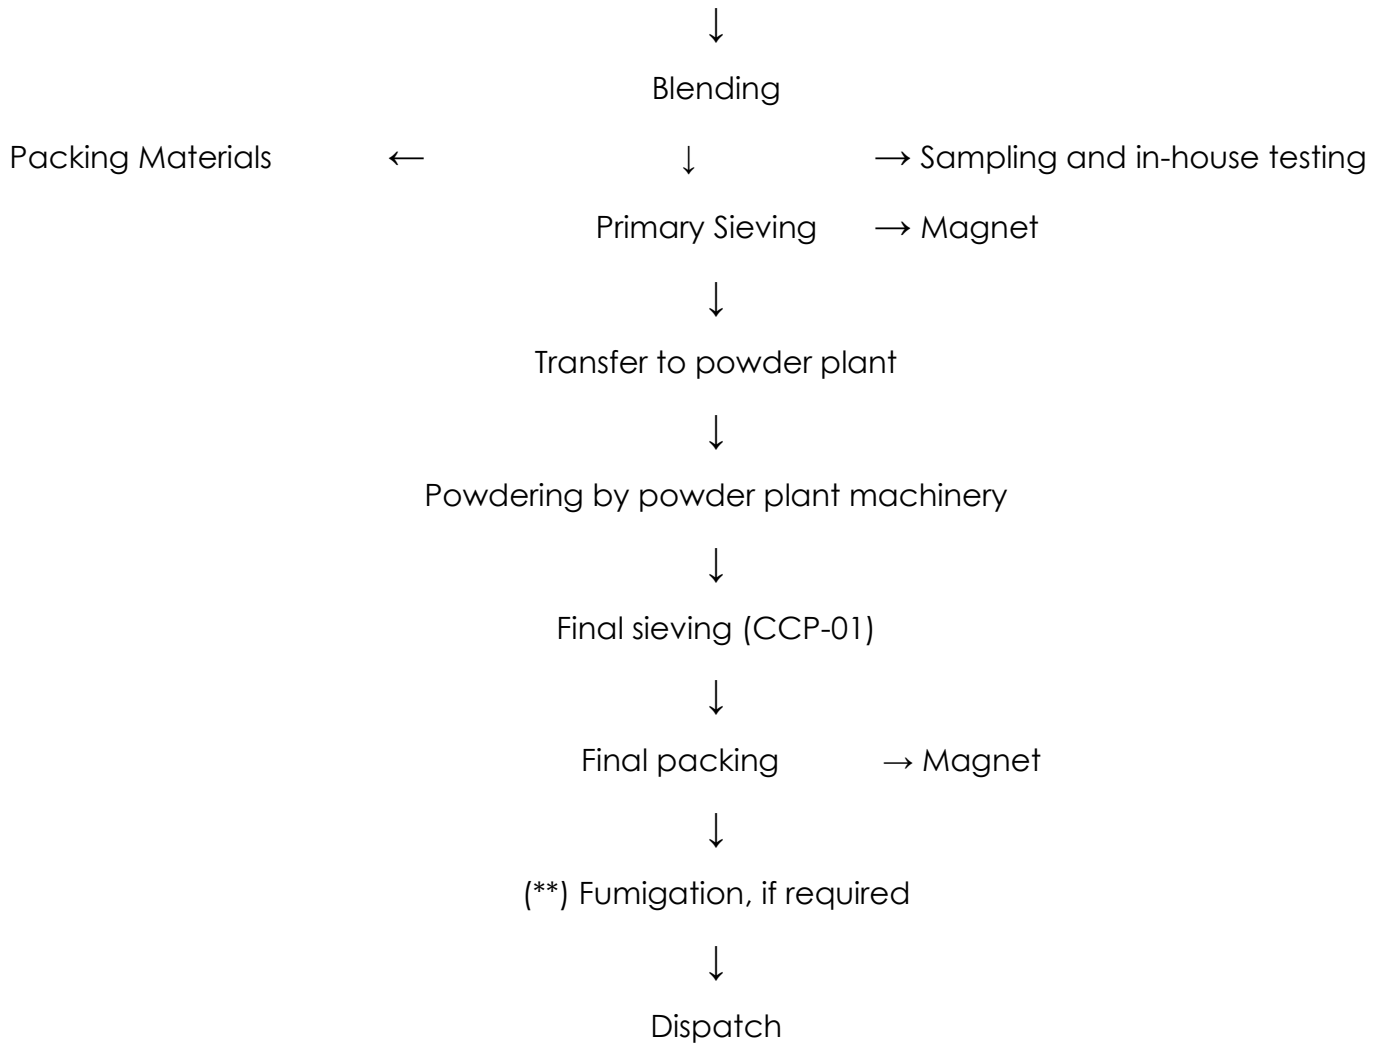 ↓
Blending
Packing Materials ← ↓ → Sampling and in-house testing
Primary Sieving → Magnet
↓
Transfer to powder plant
↓
Powdering by powder plant machinery
↓
Final sieving (CCP-01)
↓
Final packing → Magnet
↓
(**) Fumigation, if required
↓
Dispatch